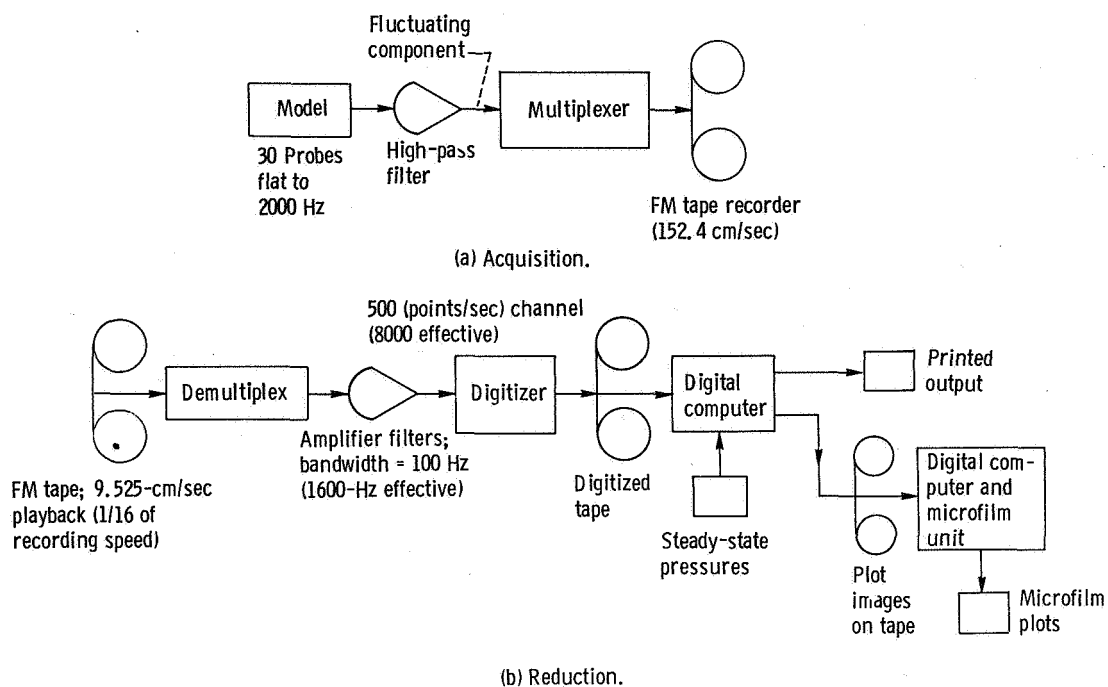 Fluctuating
component
Model
Multiplexer
30 Probes
flat to
2000 Hz
High-pass
filter
FM tape recorder
(152.4 cm/sec)
(a) Acquisition.
500 (points/sec) channel
(8000 effective)
Demultiplex
Digitizer
Digital
computer
Printed
output
Amplifier filters;
bandwidth = 100 Hz
(1600-Hz effective)
FM tape; 9.525-cm/sec
playback (1/16 of
recording speed)
Digitized
tape
Steady-state
pressures
Digital com-
puter and
microfilm
unit
Plot
images
on tape
Microfilm
plots
(b) Reduction.